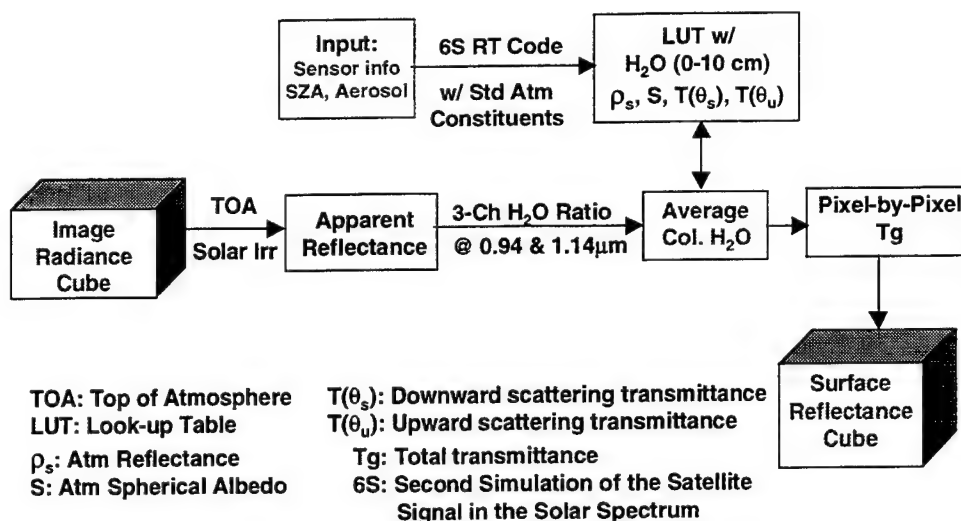 Input:
Sensor info
SZA, Aerosol
6S RT Code
w/ Std Atm
Constituents
LUT w/
H₂O (0-10 cm)
ρₛ, S, T(θₛ), T(θᵤ)
Image
Radiance
Cube
TOA
Solar Irr
Apparent
Reflectance
3-Ch H₂O Ratio
@ 0.94 & 1.14μm
Average
Col. H₂O
Pixel-by-Pixel
Tg
Surface
Reflectance
Cube
TOA: Top of Atmosphere
LUT: Look-up Table
ρₛ: Atm Reflectance
S: Atm Spherical Albedo
T(θₛ): Downward scattering transmittance
T(θᵤ): Upward scattering transmittance
Tg: Total transmittance
6S: Second Simulation of the Satellite
Signal in the Solar Spectrum